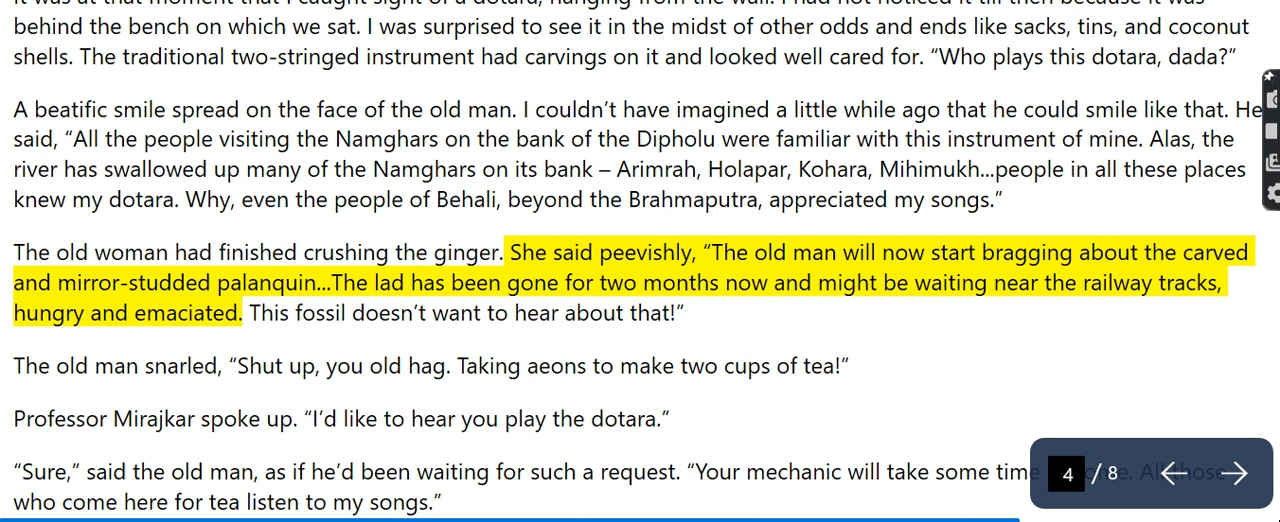 behind the bench on which we sat. I was surprised to see it in the midst of other odds and ends like sacks, tins, and coconut
shells. The traditional two-stringed instrument had carvings on it and looked well cared for. “Who plays this dotara, dada?”
A beatific smile spread on the face of the old man. I couldn’t have imagined a little while ago that he could smile like that. He
said, “All the people visiting the Namghars on the bank of the Dipholu were familiar with this instrument of mine. Alas, the
river has swallowed up many of the Namghars on its bank – Arimrah, Holapar, Kohara, Mihimukh...people in all these places
knew my dotara. Why, even the people of Behali, beyond the Brahmaputra, appreciated my songs.”
The old woman had finished crushing the ginger. She said peevishly, “The old man will now start bragging about the carved
and mirror-studded palanquin...The lad has been gone for two months now and might be waiting near the railway tracks,
hungry and emaciated. This fossil doesn’t want to hear about that!”
The old man snarled, “Shut up, you old hag. Taking aeons to make two cups of tea!”
Professor Mirajkar spoke up. “I’d like to hear you play the dotara.”
“Sure,” said the old man, as if he’d been waiting for such a request. “Your mechanic will take some time All those
who come here for tea listen to my songs.”
4 / 8